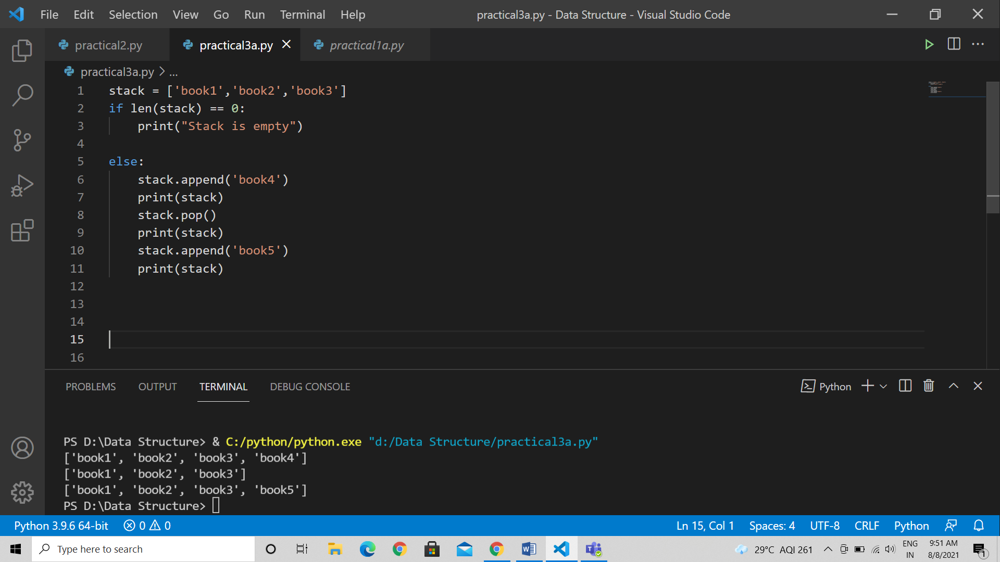 File Edit Selection View Go Run Terminal Help practical3a.py - Data Structure - Visual Studio Code
practical2.py practical3a.py practical1a.py
practical3a.py > ...
1 stack = ['book1','book2','book3']
2 if len(stack) == 0:
3     print("Stack is empty")
4
5 else:
6     stack.append('book4')
7     print(stack)
8     stack.pop()
9     print(stack)
10     stack.append('book5')
11     print(stack)
12
13
14
15
16
PROBLEMS OUTPUT TERMINAL DEBUG CONSOLE Python
PS D:\Data Structure> & C:/python/python.exe "d:/Data Structure/practical3a.py"
['book1', 'book2', 'book3', 'book4']
['book1', 'book2', 'book3']
['book1', 'book2', 'book3', 'book5']
PS D:\Data Structure>
Python 3.9.6 64-bit 0 0 Ln 15, Col 1 Spaces: 4 UTF-8 CRLF Python
Type here to search 29°C AQI 261 ENG 9:51 AM
IN 8/8/2021 1